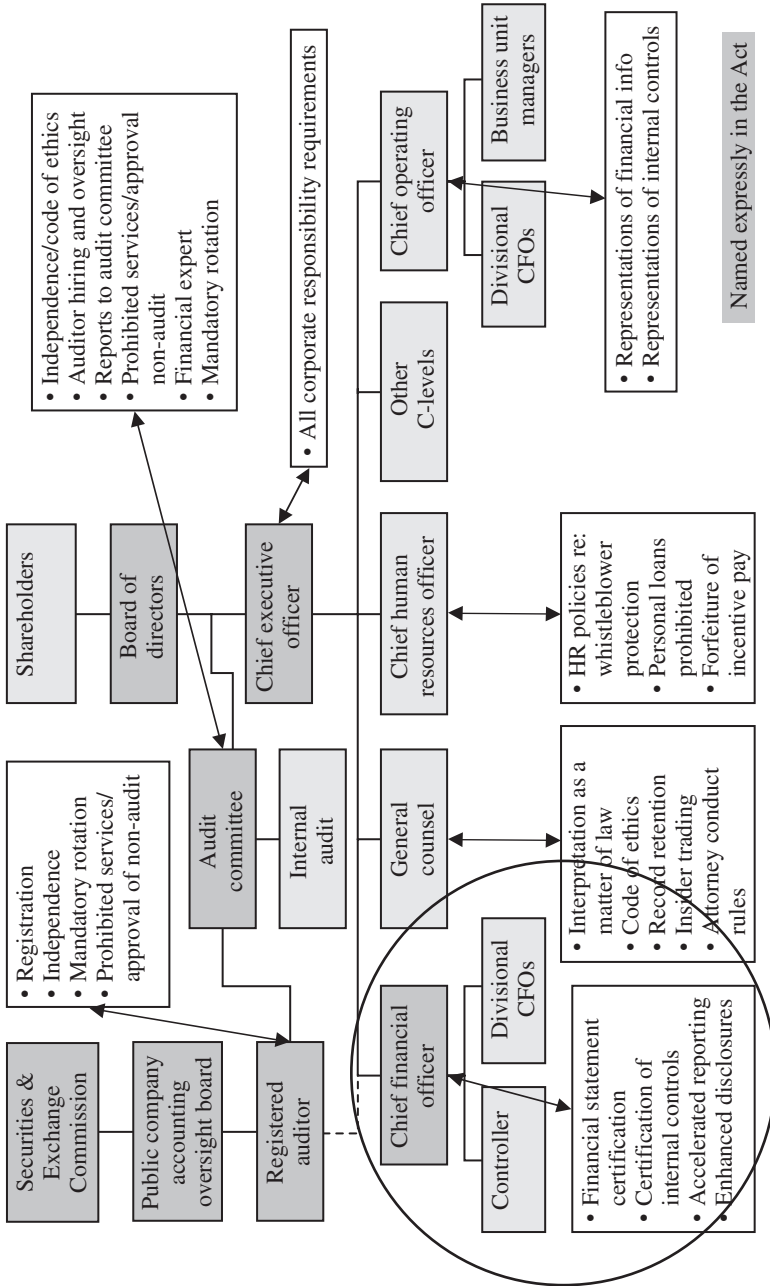 Securities &
Exchange
Commission
Public company
accounting
oversight board
Registered
auditor
• Registration
• Independence
• Mandatory rotation
• Prohibited services/
approval of non-audit
Audit
committee
Internal
audit
Shareholders
Board of
directors
Chief executive
officer
• Independence/code of ethics
• Auditor hiring and oversight
• Reports to audit committee
• Prohibited services/approval
non-audit
• Financial expert
• Mandatory rotation
• All corporate responsibility requirements
Chief financial
officer
General
counsel
Chief human
resources officer
Other
C-levels
Chief operating
officer
Controller
Divisional
CFOs
Divisional
CFOs
Business unit
managers
• Financial statement
certification
• Certification of
internal controls
• Accelerated reporting
• Enhanced disclosures
• Interpretation as a
matter of law
• Code of ethics
• Record retention
• Insider trading
• Attorney conduct
rules
• HR policies re:
whistleblower
protection
• Personal loans
prohibited
• Forfeiture of
incentive pay
• Representations of financial info
• Representations of internal controls
Named expressly in the Act